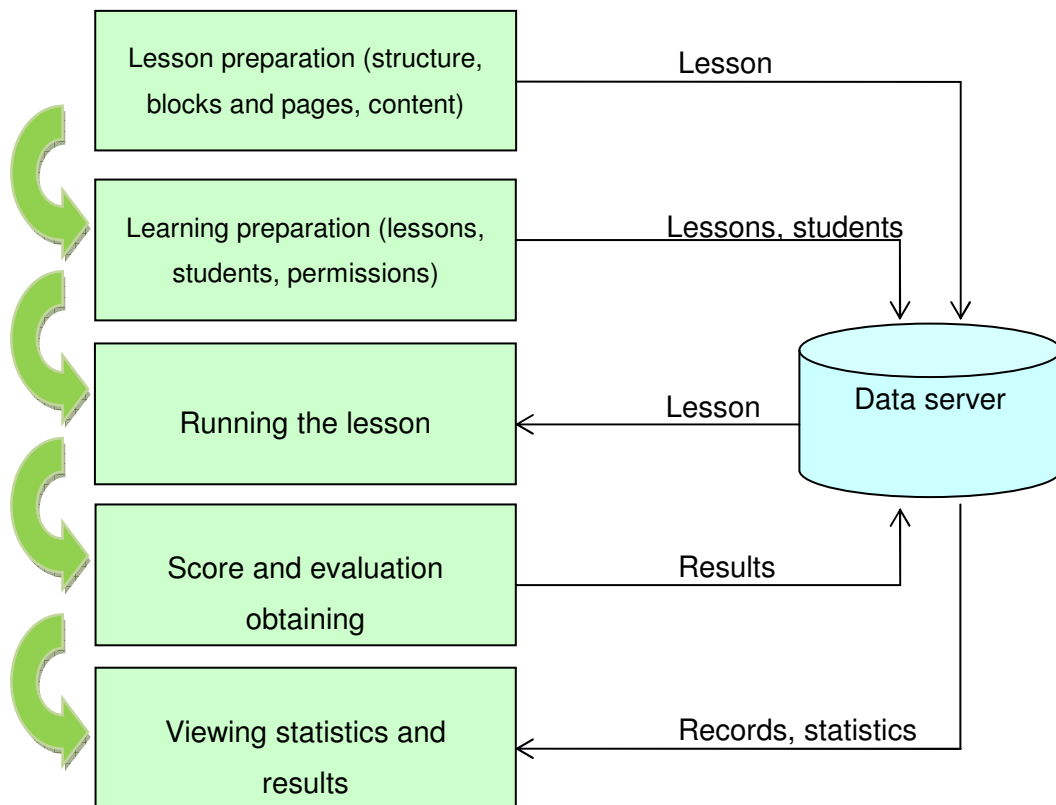 Lesson preparation (structure,
blocks and pages, content)
Lesson
Learning preparation (lessons,
students, permissions)
Lessons, students
Running the lesson
Lesson
Data server
Score and evaluation
obtaining
Results
Viewing statistics and
results
Records, statistics